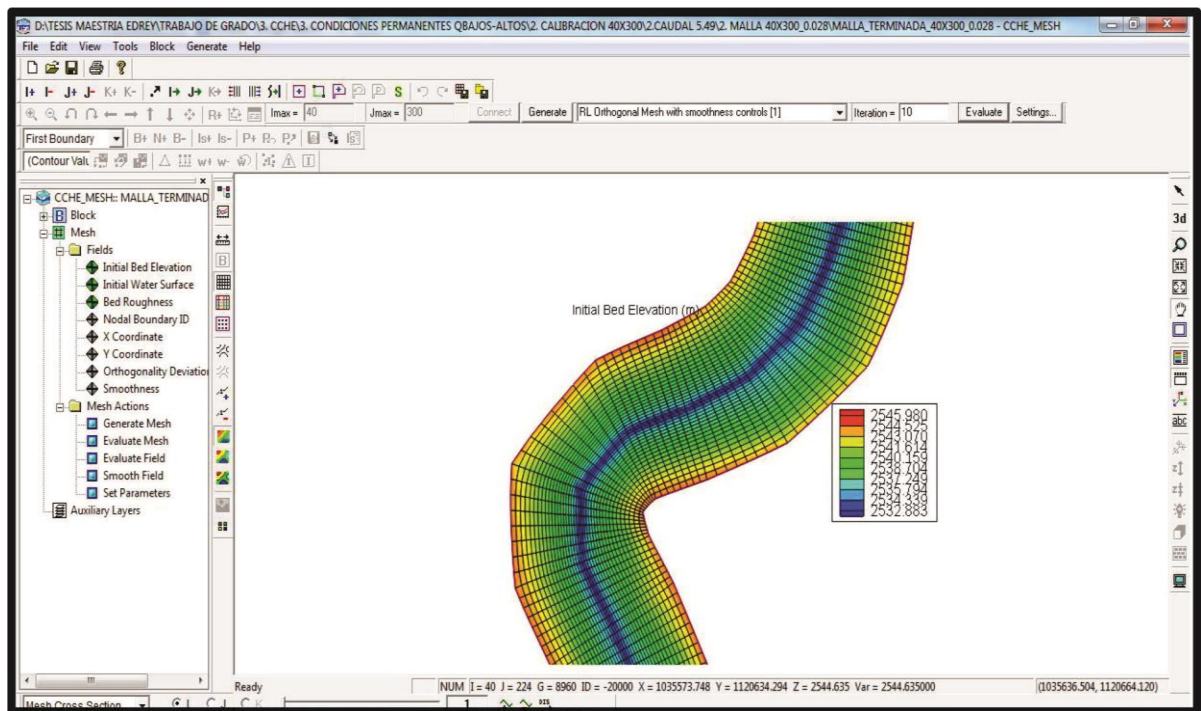 D:\TESIS MAESTRIA EDREY\TRABAJO DE GRADO\3. CCHE\3. CONDICIONES PERMANENTES QBAJOS-ALTOS\2. CALIBRACION 40X300\2.CAUDAL 5.49\2. MALLA 40X300_0.028\MALLA_TERMINADA_40X300_0.028 - CCHE_MESH
File Edit View Tools Block Generate Help
I+ I- J+ J- K+ K- I+ J+ K+ S
R+ Imax = 40 Jmax = 300 Connect Generate RL Orthogonal Mesh with smoothness controls [1] Iteration = 10 Evaluate Settings...
First Boundary B+ N+ B- Is+ Is- P+
(Contour Valu w+ w-
CCHE_MESH:: MALLA_TERMINAD
Block
Mesh
Fields
Initial Bed Elevation
Initial Water Surface
Bed Roughness
Nodal Boundary ID
X Coordinate
Y Coordinate
Orthogonality Deviation
Smoothness
Mesh Actions
Generate Mesh
Evaluate Mesh
Evaluate Field
Smooth Field
Set Parameters
Auxiliary Layers
3d
abc
Initial Bed Elevation (m)
2545.980
2544.525
2543.070
2541.614
2540.159
2538.704
2537.249
2535.794
2534.339
2532.883
Ready NUM I = 40 J = 224 G = 8960 ID = -20000 X = 1035573.748 Y = 1120634.294 Z = 2544.635 Var = 2544.635000 (1035636.504, 1120664.120)
Mesh Cross Section I J K 1 DIS